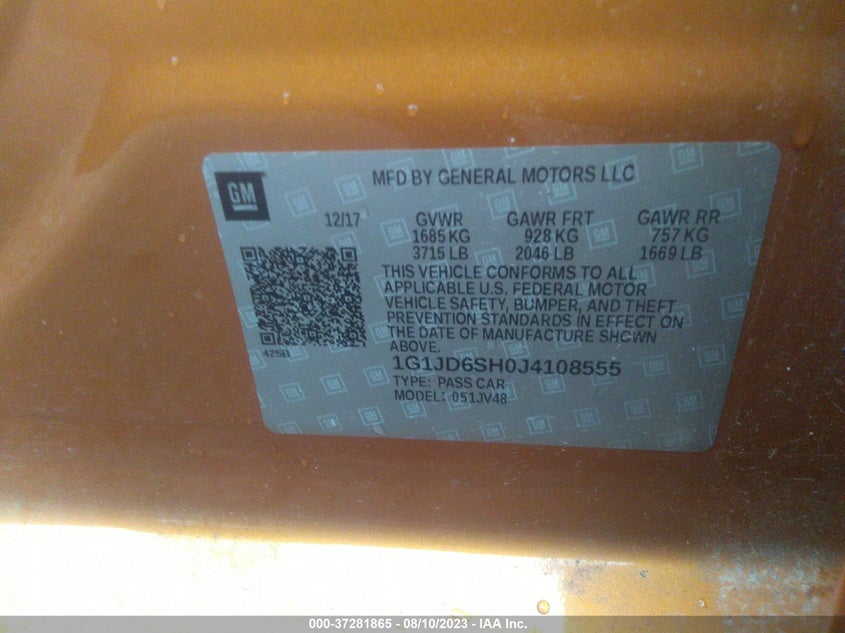 GM
MFD BY GENERAL MOTORS LLC
12/17 GVWR GAWR FRT GAWR RR
1685 KG 928 KG 757 KG
3715 LB 2046 LB 1669 LB
THIS VEHICLE CONFORMS TO ALL
APPLICABLE U.S. FEDERAL MOTOR
VEHICLE SAFETY, BUMPER, AND THEFT
PREVENTION STANDARDS IN EFFECT ON
THE DATE OF MANUFACTURE SHOWN
ABOVE.
425B
1G1JD6SH0J4108555
TYPE: PASS CAR
MODEL: 051JV48
000-37281865 - 08/10/2023 - IAA Inc.